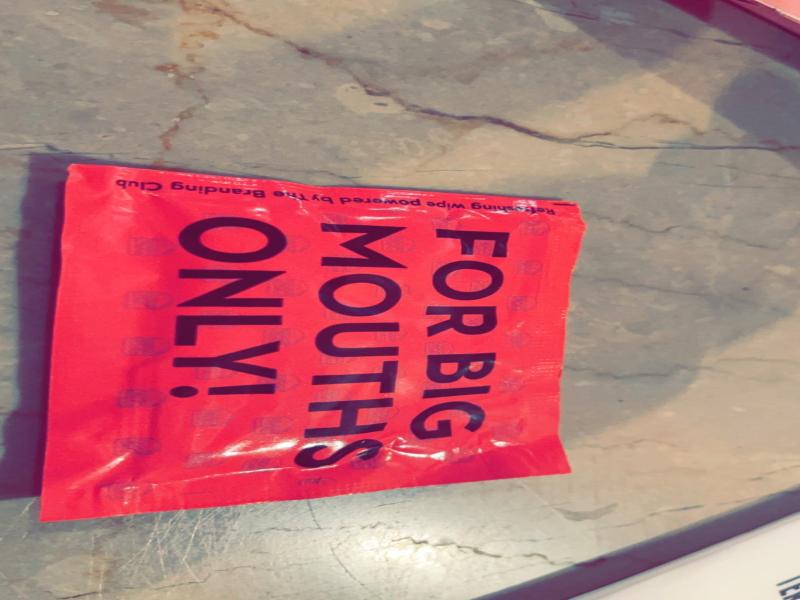 FOR BIG
MOUTHS
ONLY!
Refreshing wipe powered by The Branding Club